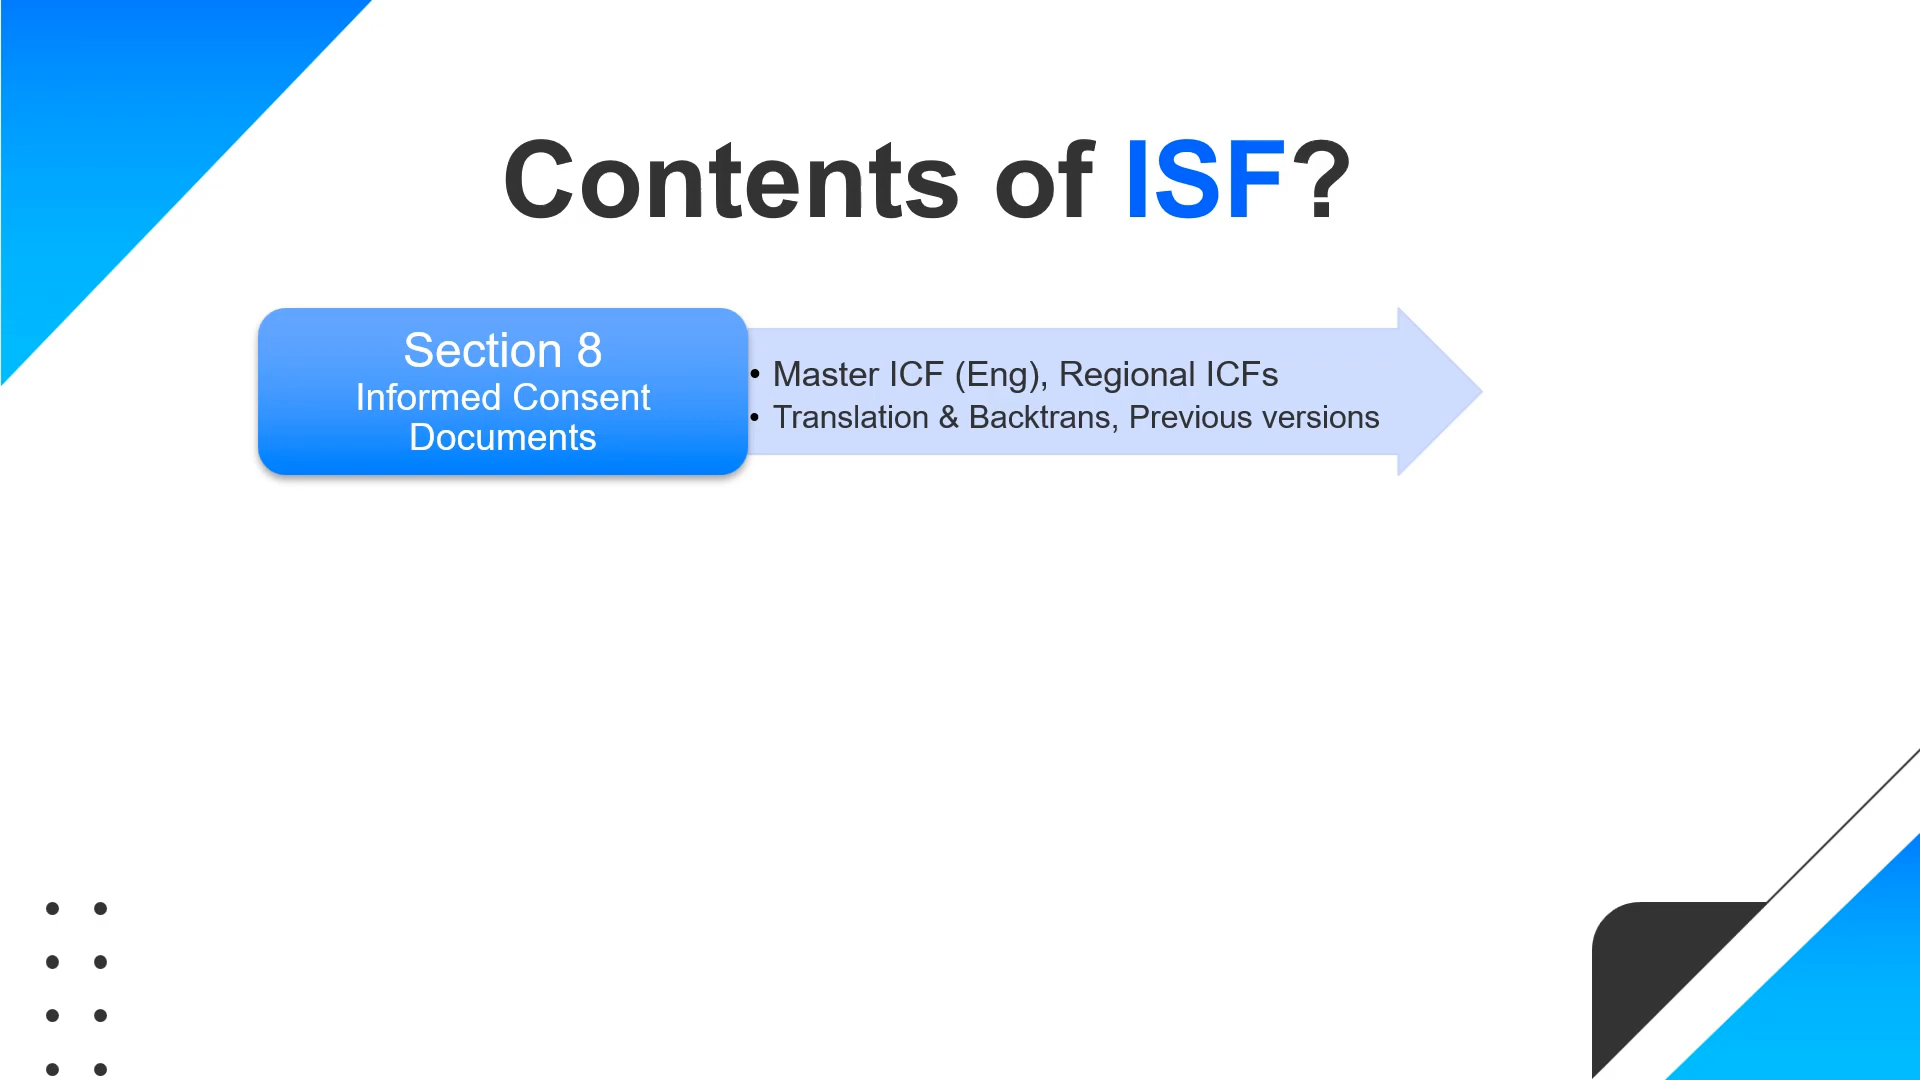 Contents of ISF?
Section 8
Informed Consent
Documents
• Master ICF (Eng), Regional ICFs
• Translation & Backtrans, Previous versions